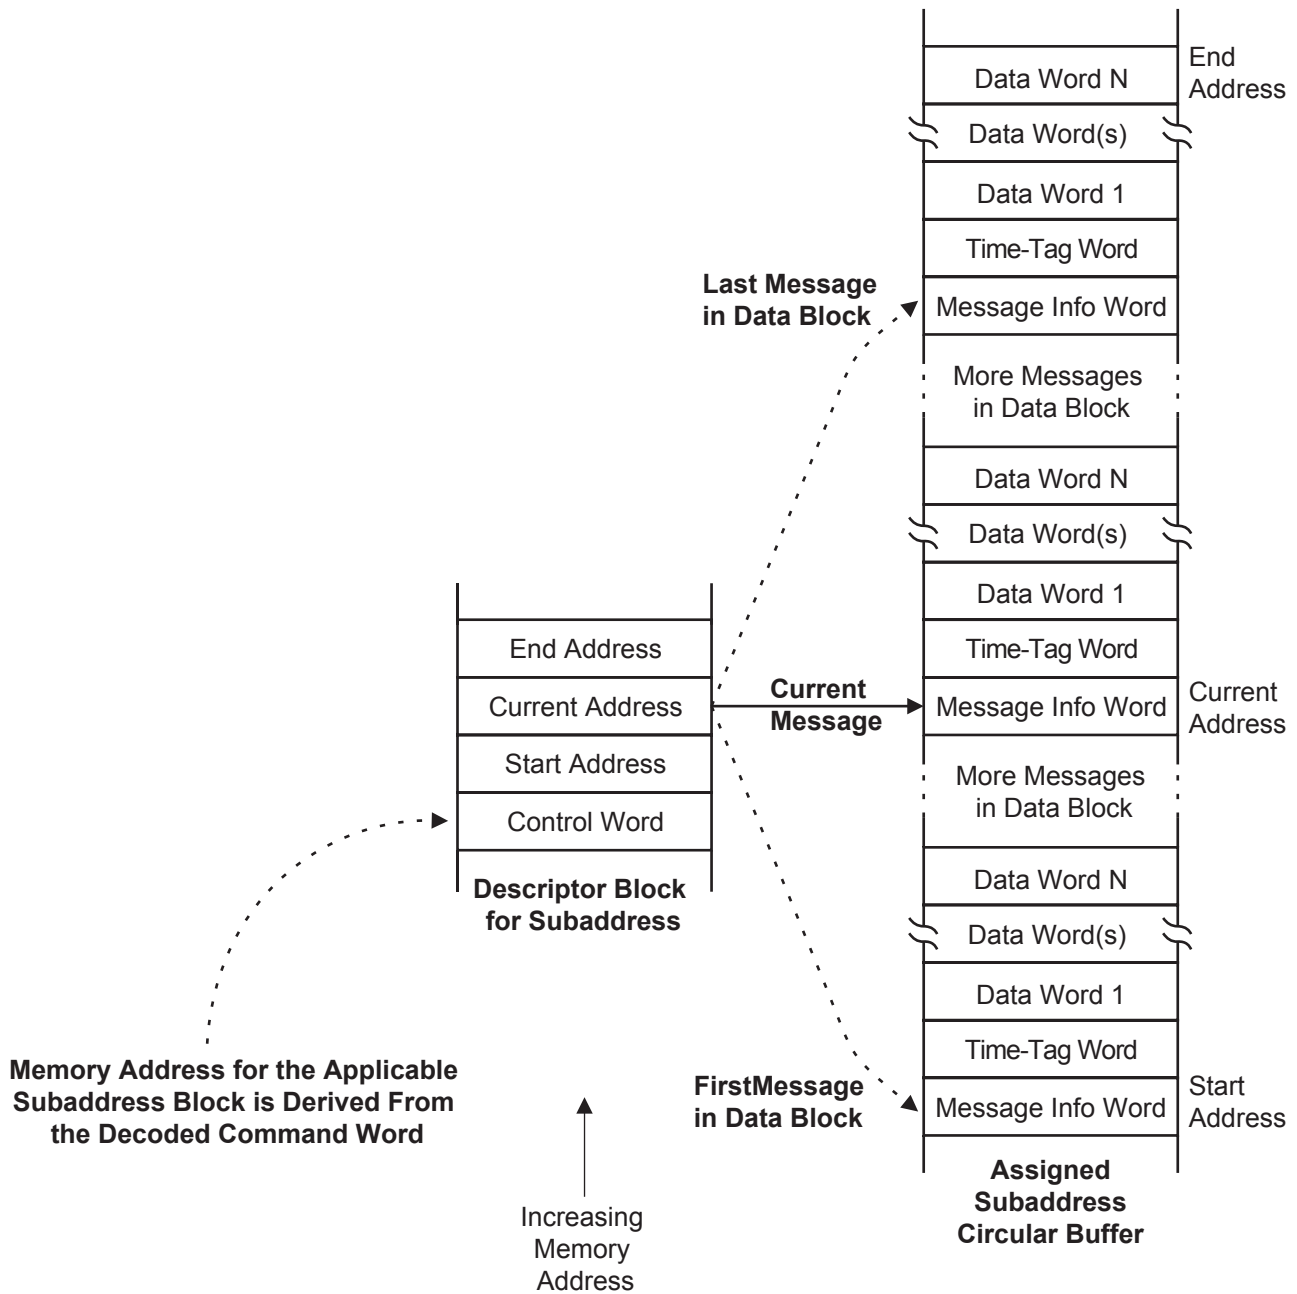 End
Address
Data Word N
Data Word(s)
Data Word 1
Time-Tag Word
Last Message
in Data Block
Message Info Word
More Messages
in Data Block
Data Word N
Data Word(s)
Data Word 1
Time-Tag Word
Current
Message
Message Info Word
Current
Address
More Messages
in Data Block
Data Word N
Data Word(s)
Data Word 1
Time-Tag Word
FirstMessage
in Data Block
Message Info Word
Start
Address
Assigned
Subaddress
Circular Buffer
End Address
Current Address
Start Address
Control Word
Descriptor Block
for Subaddress
Memory Address for the Applicable
Subaddress Block is Derived From
the Decoded Command Word
Increasing
Memory
Address